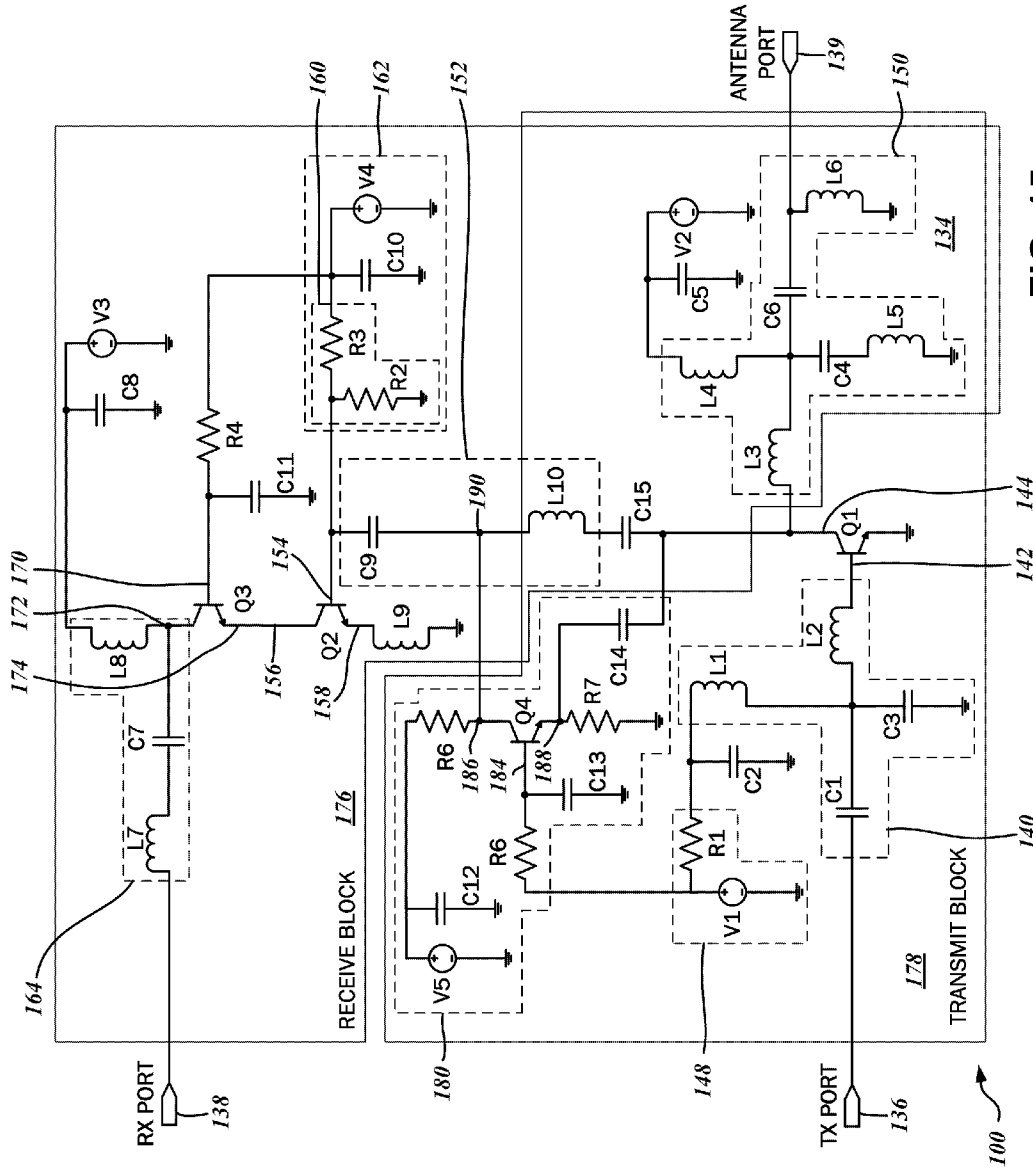 160
162
152
V3
C8
R4
V4
C10
R3
R2
C11
170
172
174
Q3
L8
C7
L7
164
RX PORT
138
156
154
Q2
158
L9
C9
190
L10
C15
RECEIVE BLOCK
176
R6
186
Q4
184
188
R7
C14
C13
R6
C12
V5
180
148
L1
C2
R1
V1
L2
C3
C1
TX PORT
136
TRANSMIT BLOCK
178
140
142
Q1
144
L3
L4
V2
C5
C6
C4
L5
L6
ANTENNA
PORT
139
150
134
100